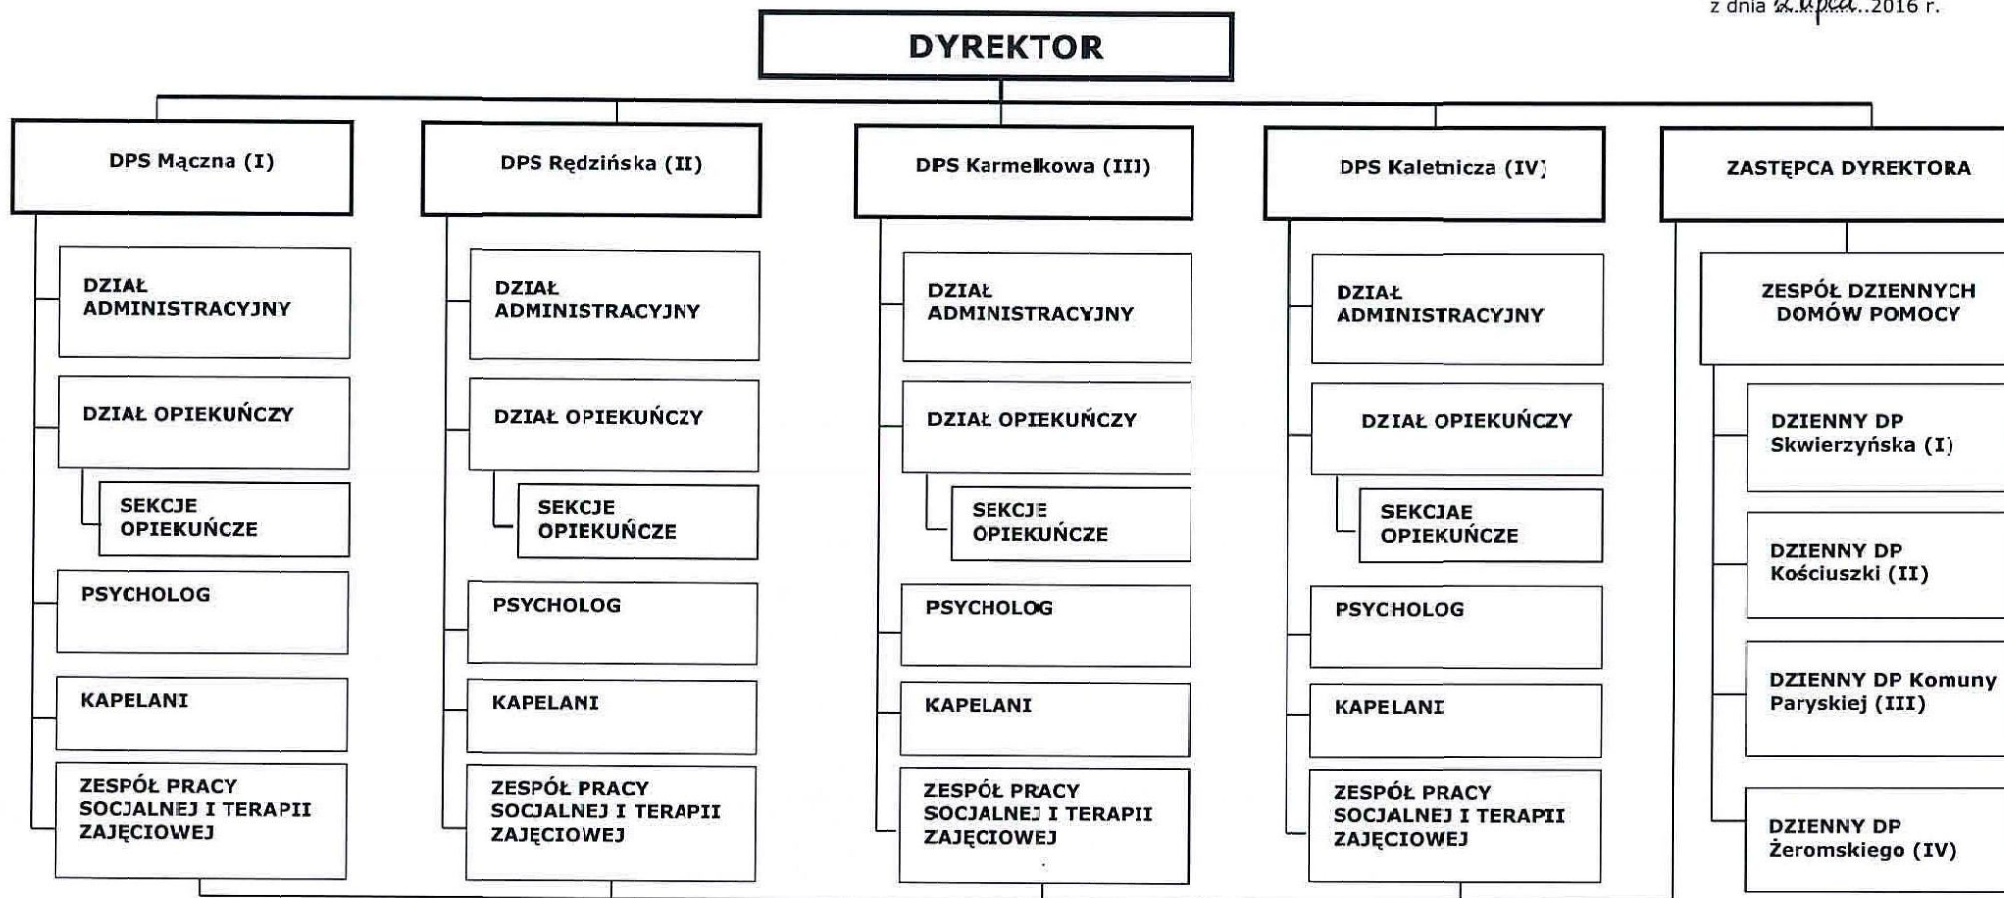 z dnia 2 lipca 2016 r.
DYREKTOR
DPS Mączna (I)
DPS Rędzińska (II)
DPS Karmelkowa (III)
DPS Kaletnicza (IV)
ZASTĘPCA DYREKTORA
DZIAŁ
ADMINISTRACYJNY
DZIAŁ OPIEKUŃCZY
SEKCJE
OPIEKUŃCZE
PSYCHOLOG
KAPELANI
ZESPÓŁ PRACY
SOCJALNEJ I TERAPII
ZAJĘCIOWEJ
DZIAŁ
ADMINISTRACYJNY
DZIAŁ OPIEKUŃCZY
SEKCJE
OPIEKUŃCZE
PSYCHOLOG
KAPELANI
ZESPÓŁ PRACY
SOCJALNEJ I TERAPII
ZAJĘCIOWEJ
DZIAŁ
ADMINISTRACYJNY
DZIAŁ OPIEKUŃCZY
SEKCJE
OPIEKUŃCZE
PSYCHOLOG
KAPELANI
ZESPÓŁ PRACY
SOCJALNEJ I TERAPII
ZAJĘCIOWEJ
DZIAŁ
ADMINISTRACYJNY
DZIAŁ OPIEKUŃCZY
SEKCJAE
OPIEKUŃCZE
PSYCHOLOG
KAPELANI
ZESPÓŁ PRACY
SOCJALNEJ I TERAPII
ZAJĘCIOWEJ
ZESPÓŁ DZIENNYCH
DOMÓW POMOCY
DZIENNY DP
Skwierzyńska (I)
DZIENNY DP
Kościuszki (II)
DZIENNY DP Komuny
Paryskiej (III)
DZIENNY DP
Żeromskiego (IV)